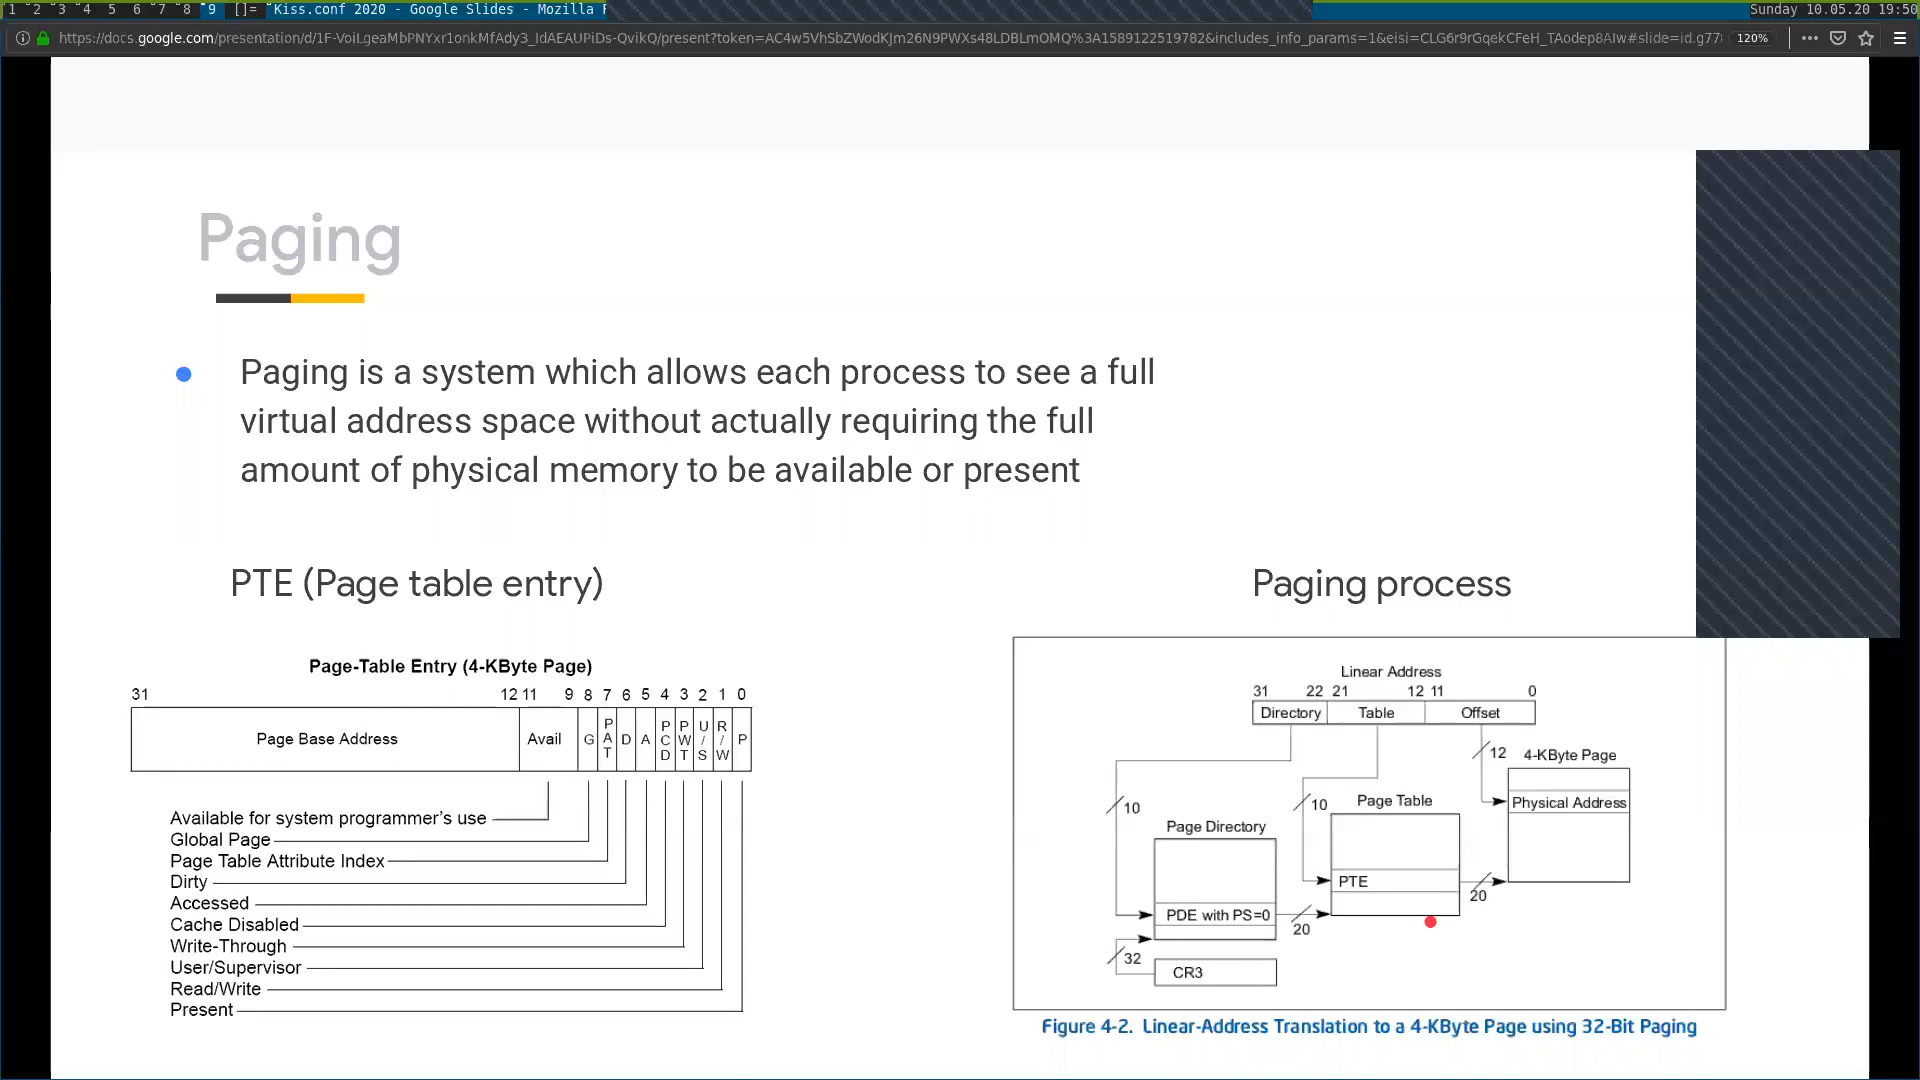 1 2 3 4 5 6 7 8 9 []= Kiss.conf 2020 - Google Slides - Mozilla F Sunday 10.05.20 19:50
https://docs.google.com/presentation/d/1F-VoiLgeaMbPNYxr1onkMfAdy3_IdAEAUPiDs-QvikQ/present?token=AC4w5VhSbZWodKJm26N9PWXs48LDBLmOMQ%3A1589122519782&includes_info_params=1&eisi=CLG6r9rGqekCFeH_TAodep8AIw#slide=id.g77 120%
Paging
Paging is a system which allows each process to see a full
virtual address space without actually requiring the full
amount of physical memory to be available or present
PTE (Page table entry)
Page-Table Entry (4-KByte Page)
31 12 11 9 8 7 6 5 4 3 2 1 0
Page Base Address Avail G PAT D A PCD PWT U/S R/W P
Available for system programmer's use
Global Page
Page Table Attribute Index
Dirty
Accessed
Cache Disabled
Write-Through
User/Supervisor
Read/Write
Present
Paging process
Linear Address
31 22 21 12 11 0
Directory Table Offset
12 4-KByte Page
10 10 Page Table Physical Address
Page Directory
PTE
20
PDE with PS=0
20
32
CR3
Figure 4-2. Linear-Address Translation to a 4-KByte Page using 32-Bit Paging